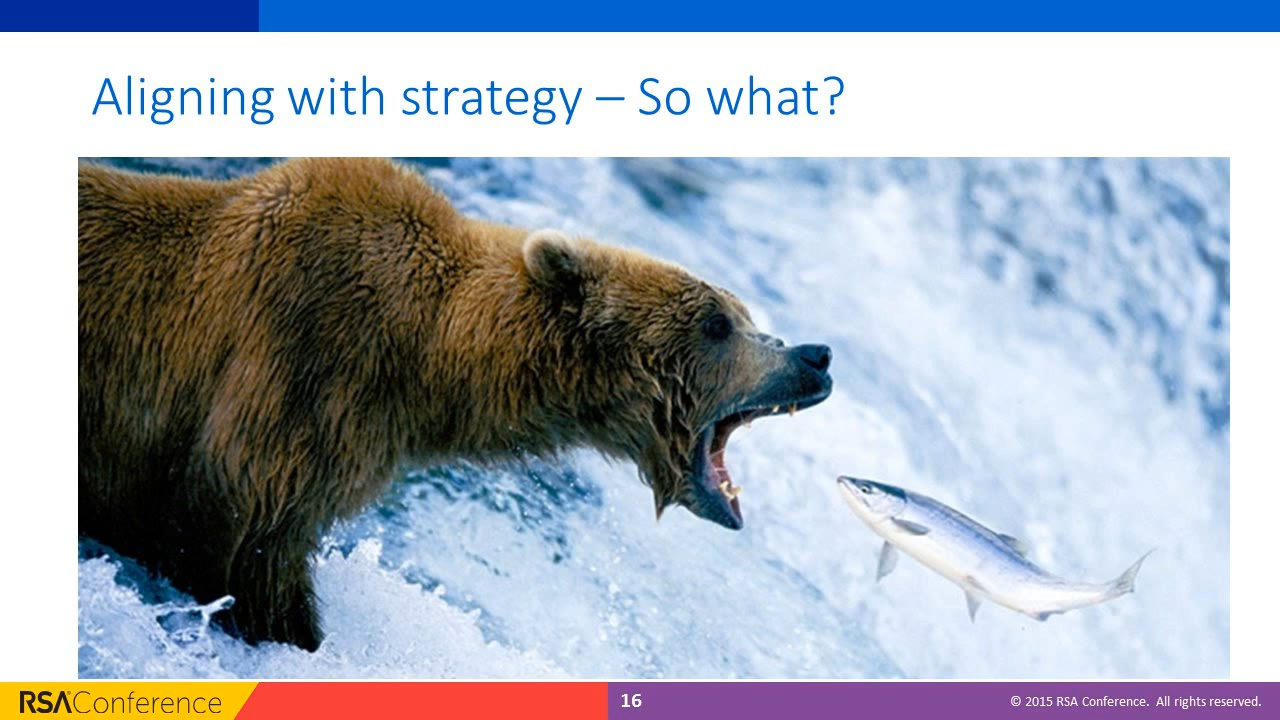 Aligning with strategy – So what?
RSAConference
16
© 2015 RSA Conference. All rights reserved.